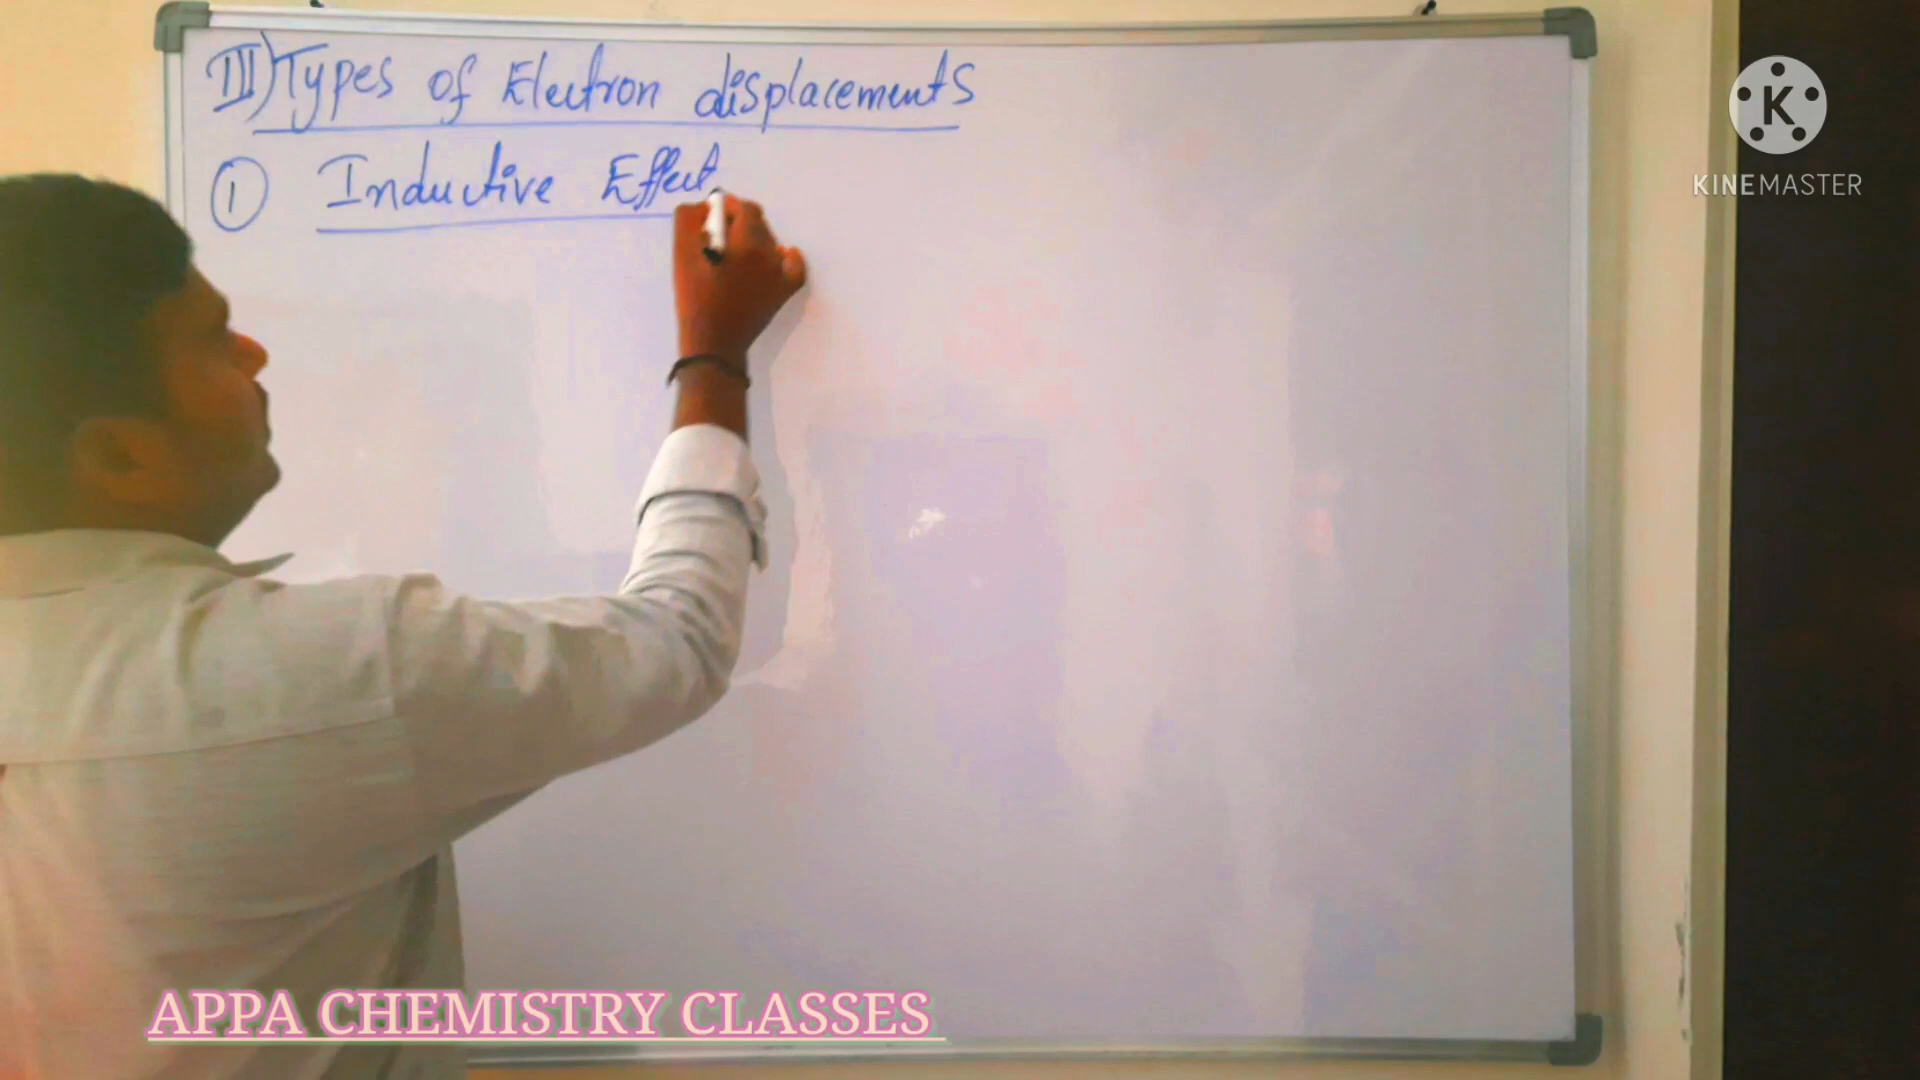 III) Types of Electron displacements
① Inductive Effect
K
KINEMASTER
APPA CHEMISTRY CLASSES